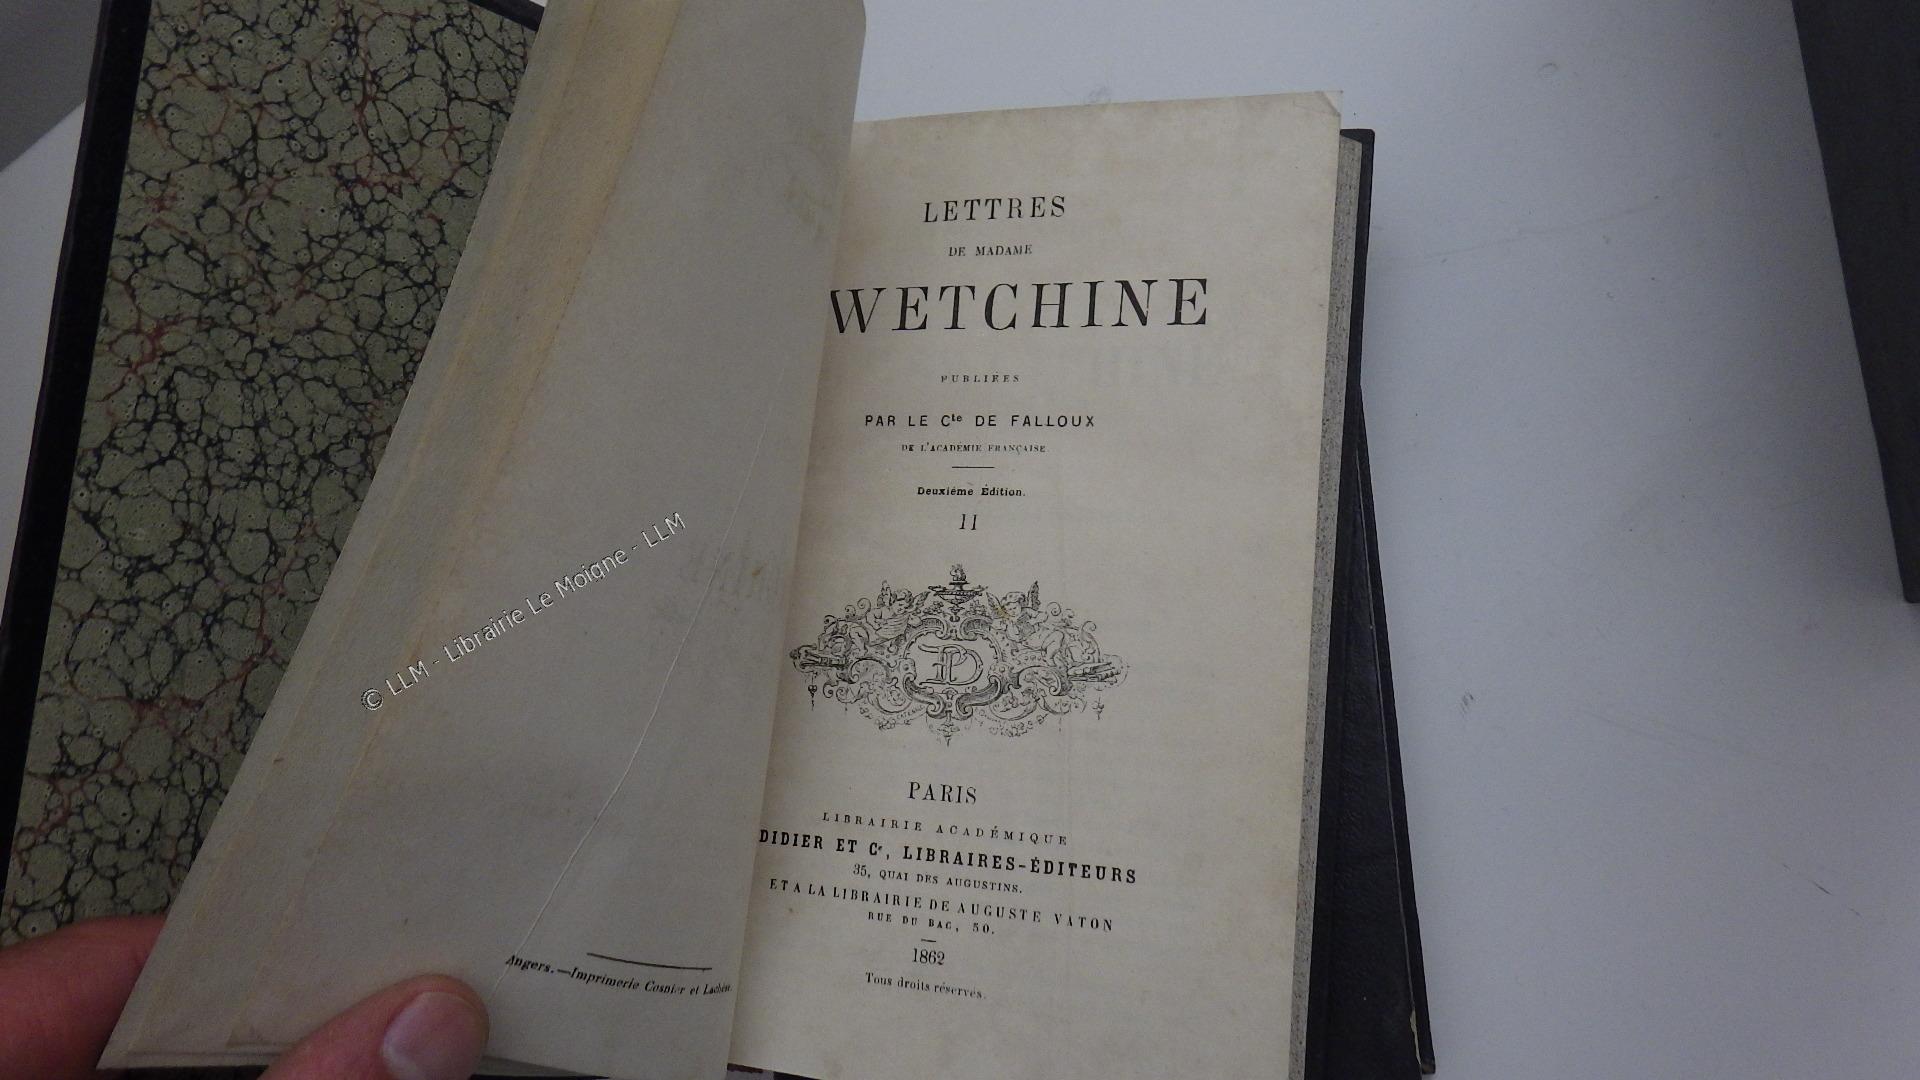 LETTRES
DE MADAME
WETCHINE
PUBLIÉES
PAR LE Cte DE FALLOUX
DE L'ACADÉMIE FRANÇAISE.
Deuxième Édition.
II
PARIS
LIBRAIRIE ACADÉMIQUE
DIDIER ET Ce, LIBRAIRES-ÉDITEURS
35, QUAI DES AUGUSTINS.
ET A LA LIBRAIRIE DE AUGUSTE VATON
RUE DU BAC, 50.
1862
Tous droits réservés.
Angers.—Imprimerie Cosnier et Lachèse.
© LLM - Librairie Le Moigne - LLM